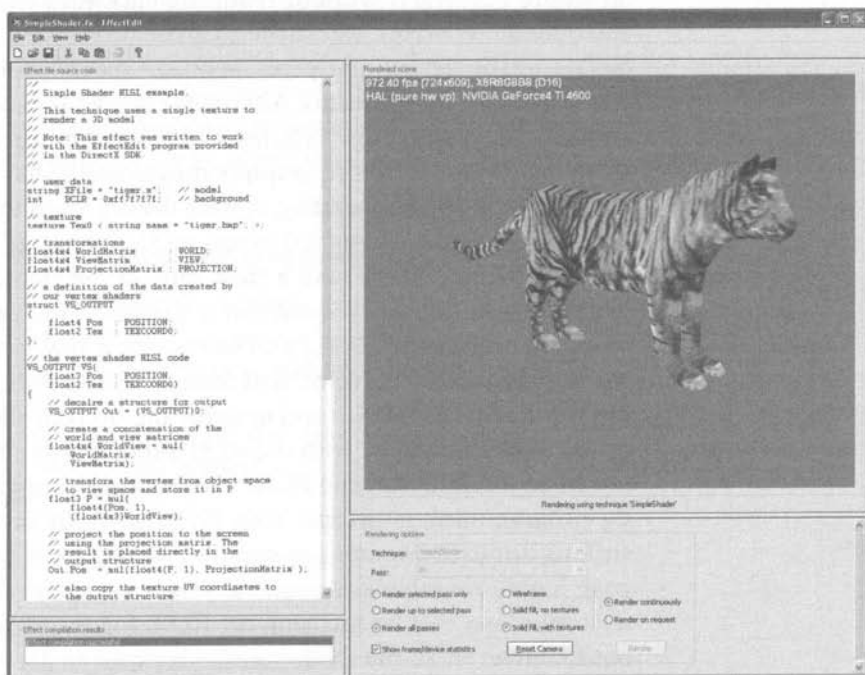 SimpleShader.fx - EffectEdit
File Edit View Help
Effect file source code
//
// Simple Shader HLSL example.
//
// This technique uses a single texture to
// render a 3D model
//
// Note: This effect was written to work
// with the EffectEdit program provided
// in the DirectX SDK.
//
// user data
string XFile = "tiger.x"; // model
int BCLR = 0xff7f7f7f; // background
// texture
texture Tex0 < string name = "tiger.bmp"; >;
// transformations
float4x4 WorldMatrix : WORLD;
float4x4 ViewMatrix : VIEW;
float4x4 ProjectionMatrix : PROJECTION;
// a definition of the data created by
// our vertex shaders
struct VS_OUTPUT
{
float4 Pos : POSITION;
float2 Tex : TEXCOORD0;
};
// the vertex shader HLSL code
VS_OUTPUT VS(
float3 Pos : POSITION,
float2 Tex : TEXCOORD0)
{
// decalre a structure for output
VS_OUTPUT Out = (VS_OUTPUT)0;
// create a concatenation of the
// world and view matrices
float4x4 WorldView = mul(
WorldMatrix,
ViewMatrix);
// transform the vertex from object space
// to view space and store it in P
float3 P = mul(
float4(Pos, 1),
(float4x3)WorldView);
// project the position to the screen
// using the projection matrix. The
// result is placed directly in the
// output structure
Out.Pos = mul(float4(P, 1), ProjectionMatrix );
// also copy the texture UV coordinates to
// the output structure
Effect compilation results
Effect compilation successful
Rendered scene
972.40 fps (724x609), X8R8G8B8 (D16)
HAL (pure hw vp): NVIDIA GeForce4 Ti 4600
Rendering using technique 'SimpleShader'
Rendering options
Technique: SimpleShader
Pass:
Render selected pass only
Render up to selected pass
Render all passes
Wireframe
Solid fill, no textures
Solid fill, with textures
Render continuously
Render on request
Show frame/device statistics
Reset Camera
Render